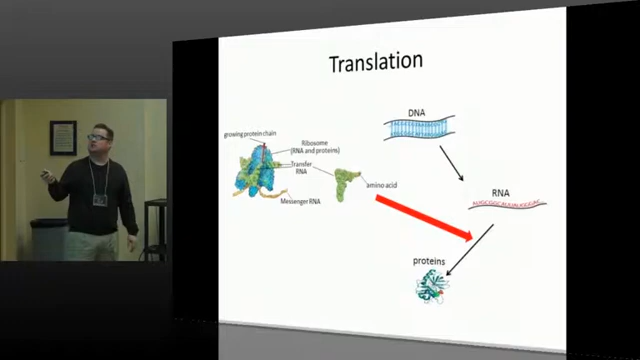 Translation
growing protein chain
Ribosome
(RNA and proteins)
Transfer
RNA
amino acid
Messenger RNA
DNA
RNA
proteins